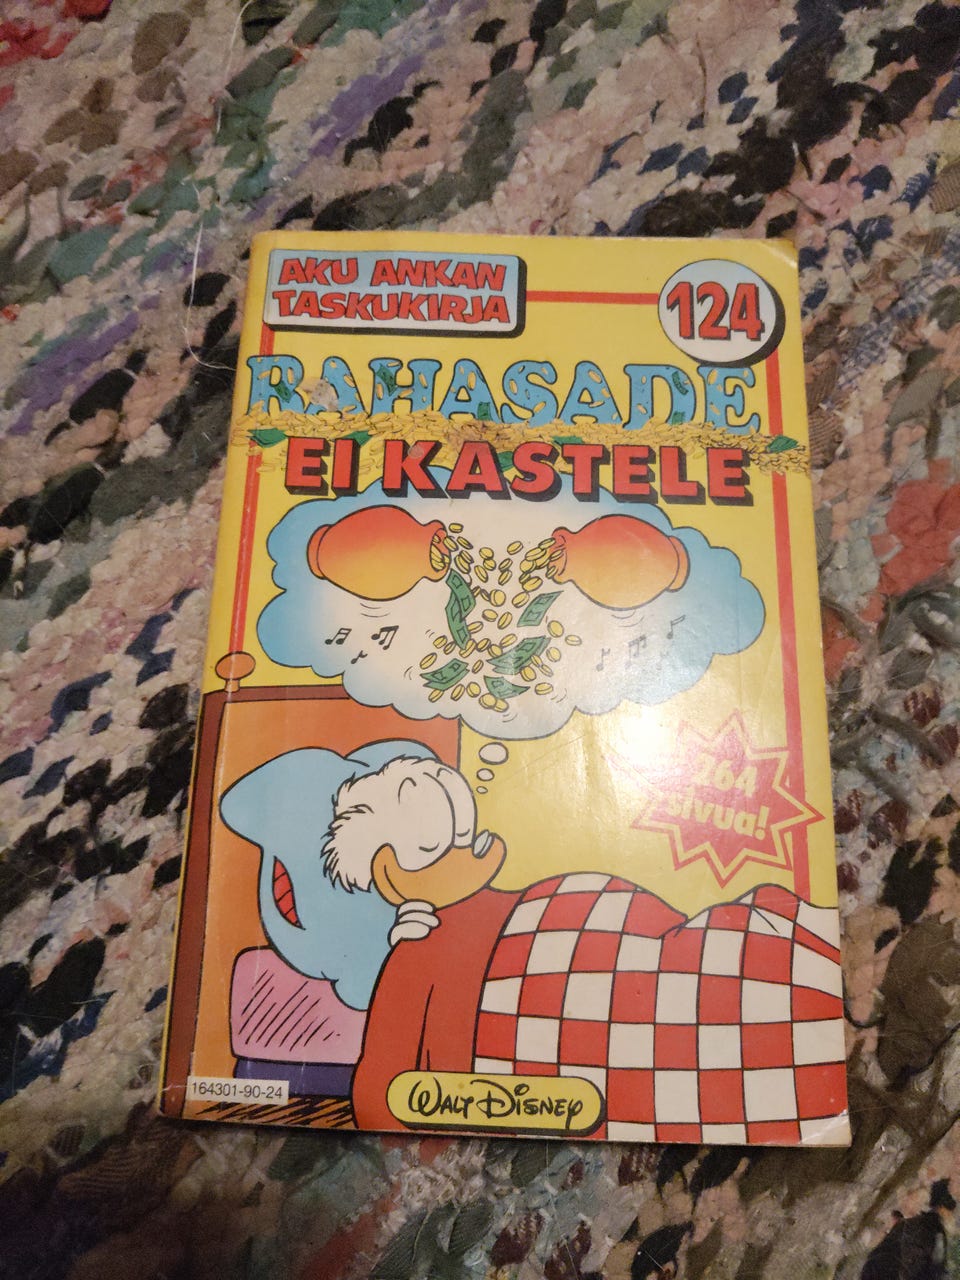 AKU ANKAN
TASKUKIRJA
124
RAHASADE
EI KASTELE
264
sivua!
164301-90-24
WALT DISNEY